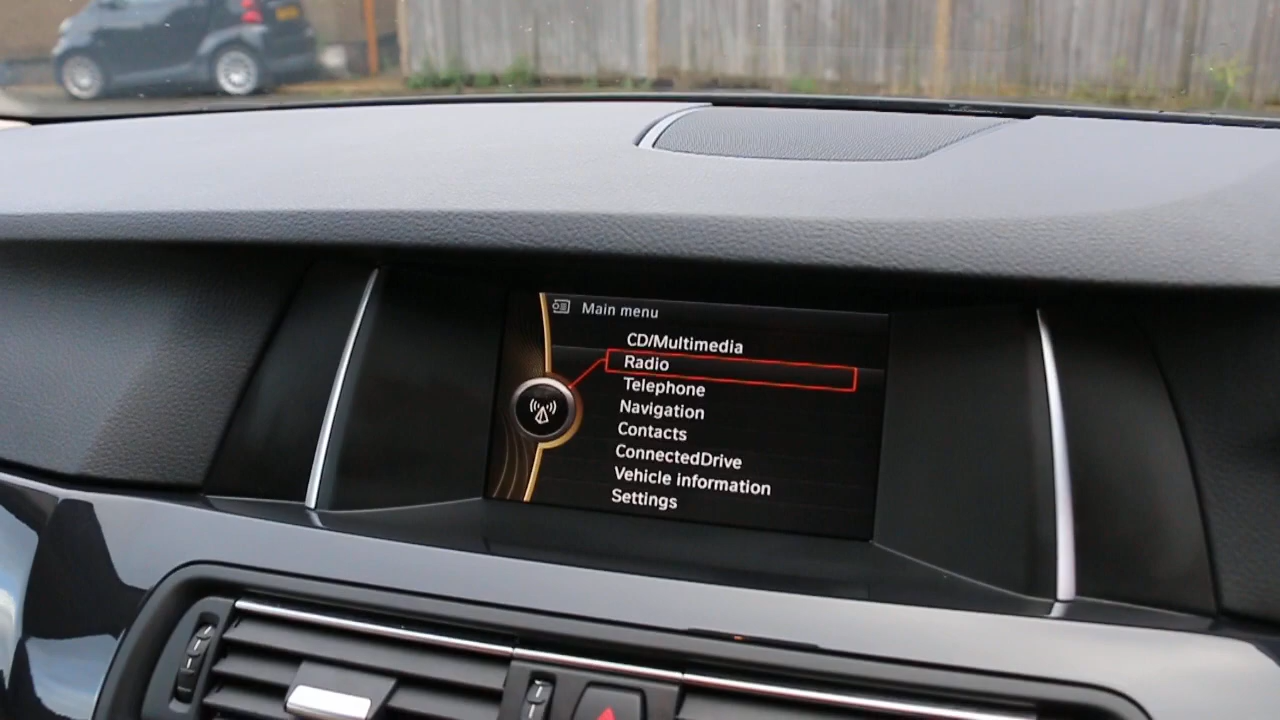 Main menu
CD/Multimedia
Radio
Telephone
Navigation
Contacts
ConnectedDrive
Vehicle information
Settings